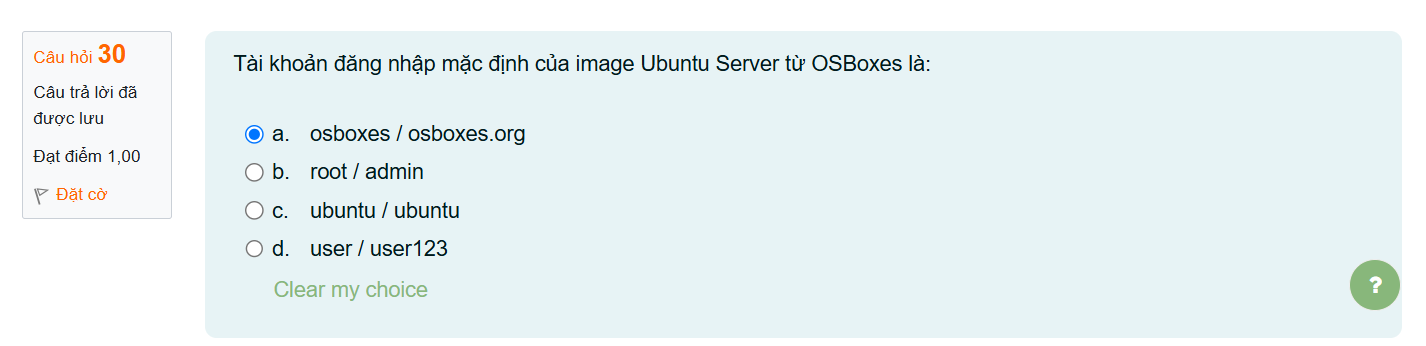 Câu hỏi 30
Câu trả lời đã
được lưu
Đạt điểm 1,00
Đặt cờ
Tài khoản đăng nhập mặc định của image Ubuntu Server từ OSBoxes là:
a. osboxes / osboxes.org
b. root / admin
c. ubuntu / ubuntu
d. user / user123
Clear my choice
?